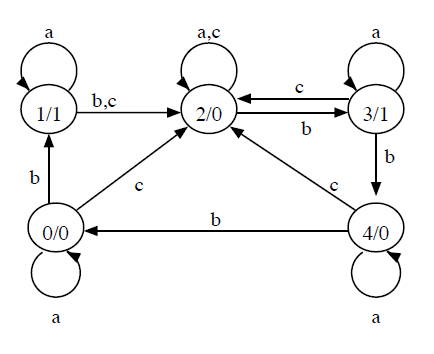 a a,c a
1/1 b,c 2/0 c 3/1
b
b b
c c
0/0 b 4/0
a a